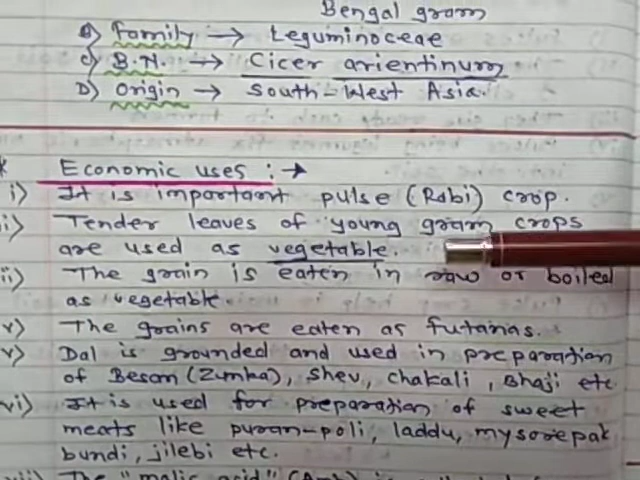 Bengal gram
B) Family → Leguminoceae
C) B.N. → Cicer arientinum
D) Origin → South-West Asia.
* Economic uses :→
i) It is important pulse (Rabi) crop.
i) Tender leaves of young gram crops
are used as vegetable.
ii) The grain is eaten in raw or boiled
as vegetable.
v) The grains are eaten as futanas.
v) Dal is grounded and used in preparation
of Besan (Zunka), Shev, chakali, Bhaji etc
vi) It is used for preparation of sweet
meats like puran-poli, laddu, mysorepak
bundi, jilebi etc.
vii) The "malic acid"